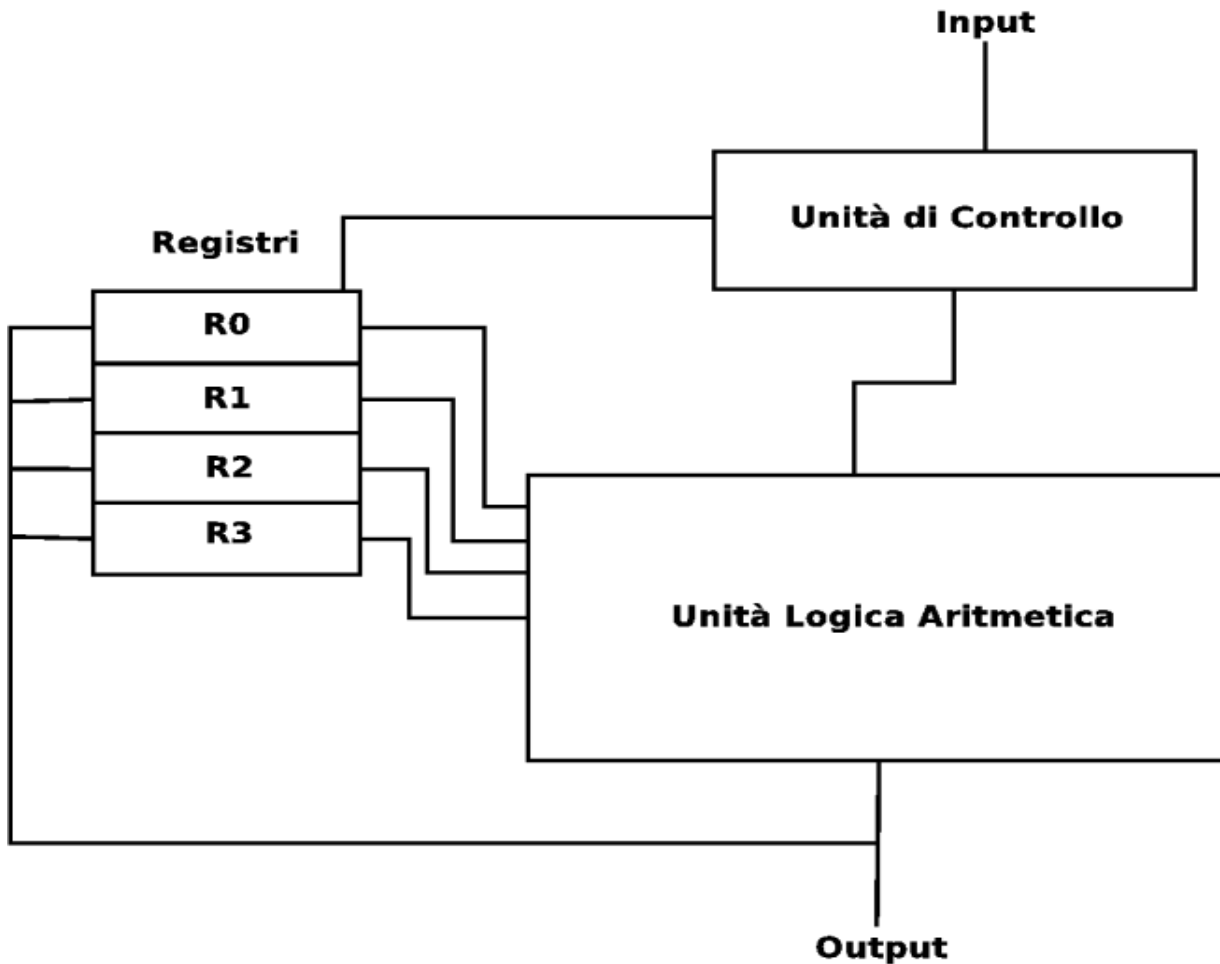 Input
Unità di Controllo
Registri
R0
R1
R2
R3
Unità Logica Aritmetica
Output